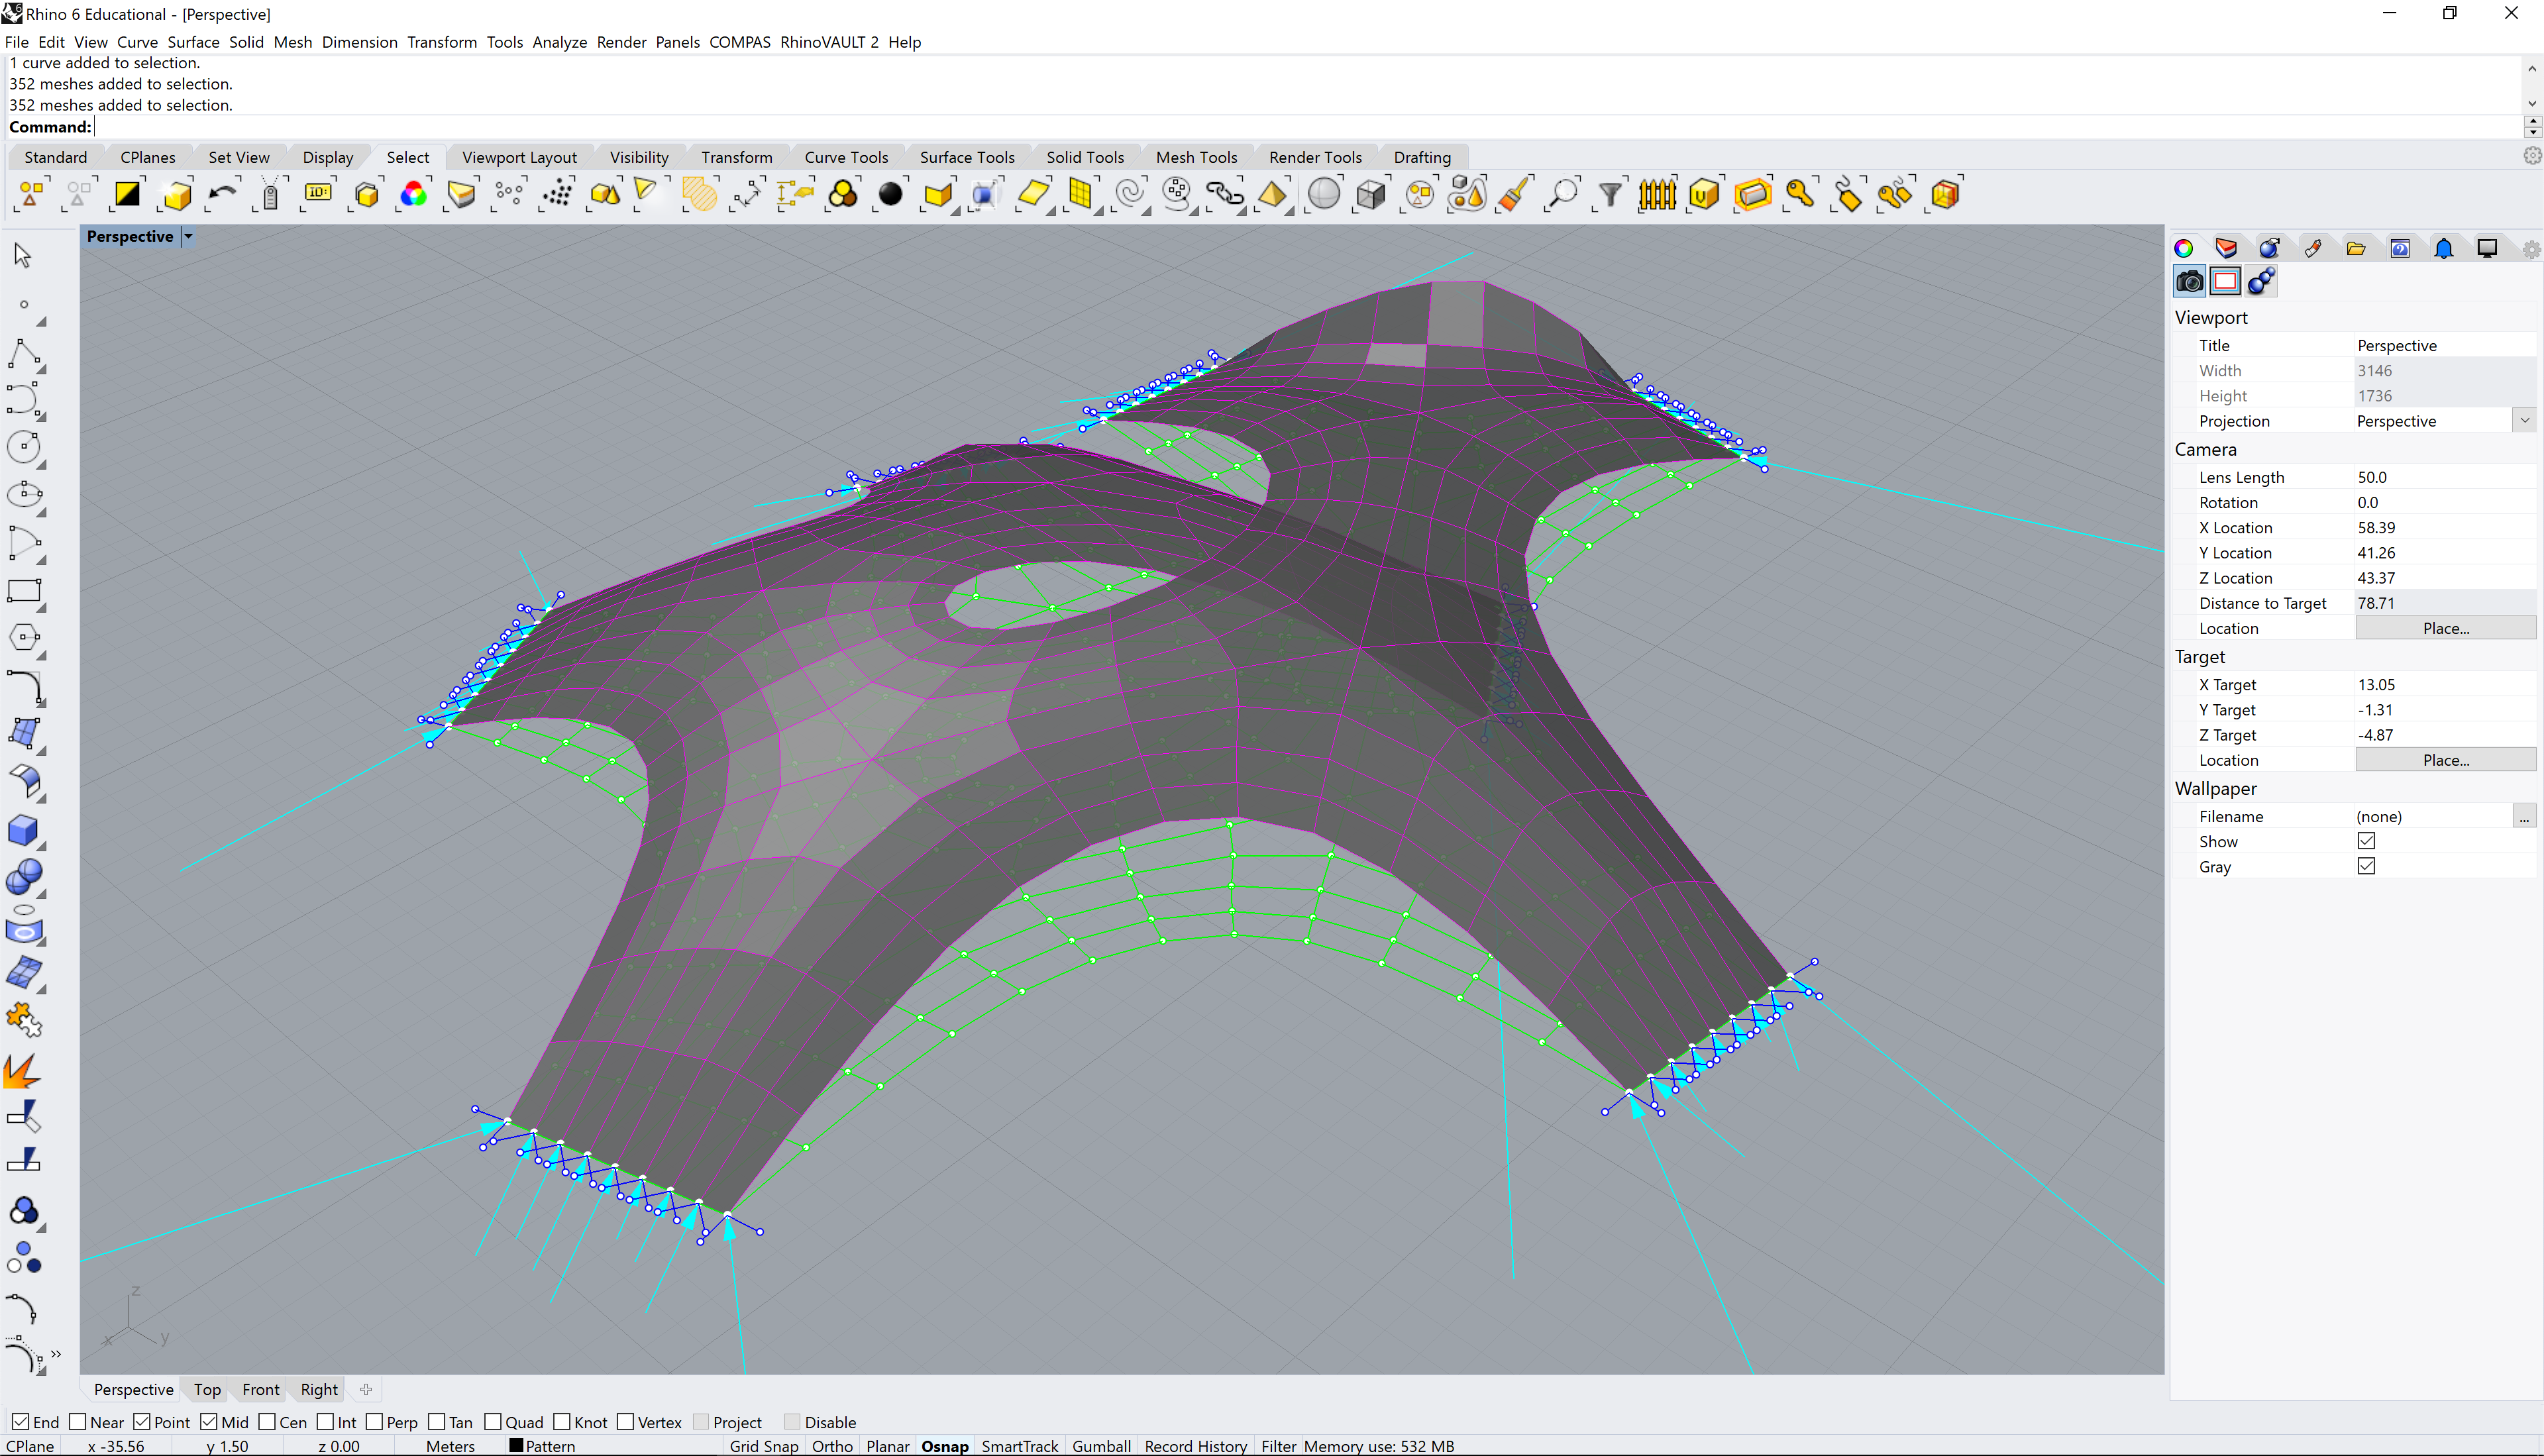 Rhino 6 Educational - [Perspective]
File Edit View Curve Surface Solid Mesh Dimension Transform Tools Analyze Render Panels COMPAS RhinoVAULT 2 Help
1 curve added to selection.
352 meshes added to selection.
352 meshes added to selection.
Command:
Standard CPlanes Set View Display Select Viewport Layout Visibility Transform Curve Tools Surface Tools Solid Tools Mesh Tools Render Tools Drafting
ID:
Perspective
Viewport
Title Perspective
Width 3146
Height 1736
Projection Perspective
Camera
Lens Length 50.0
Rotation 0.0
X Location 58.39
Y Location 41.26
Z Location 43.37
Distance to Target 78.71
Location Place...
Target
X Target 13.05
Y Target -1.31
Z Target -4.87
Location Place...
Wallpaper
Filename (none) ...
Show
Gray
z
x y
Perspective Top Front Right
End Near Point Mid Cen Int Perp Tan Quad Knot Vertex Project Disable
CPlane x -35.56 y 1.50 z 0.00 Meters Pattern Grid Snap Ortho Planar Osnap SmartTrack Gumball Record History Filter Memory use: 532 MB